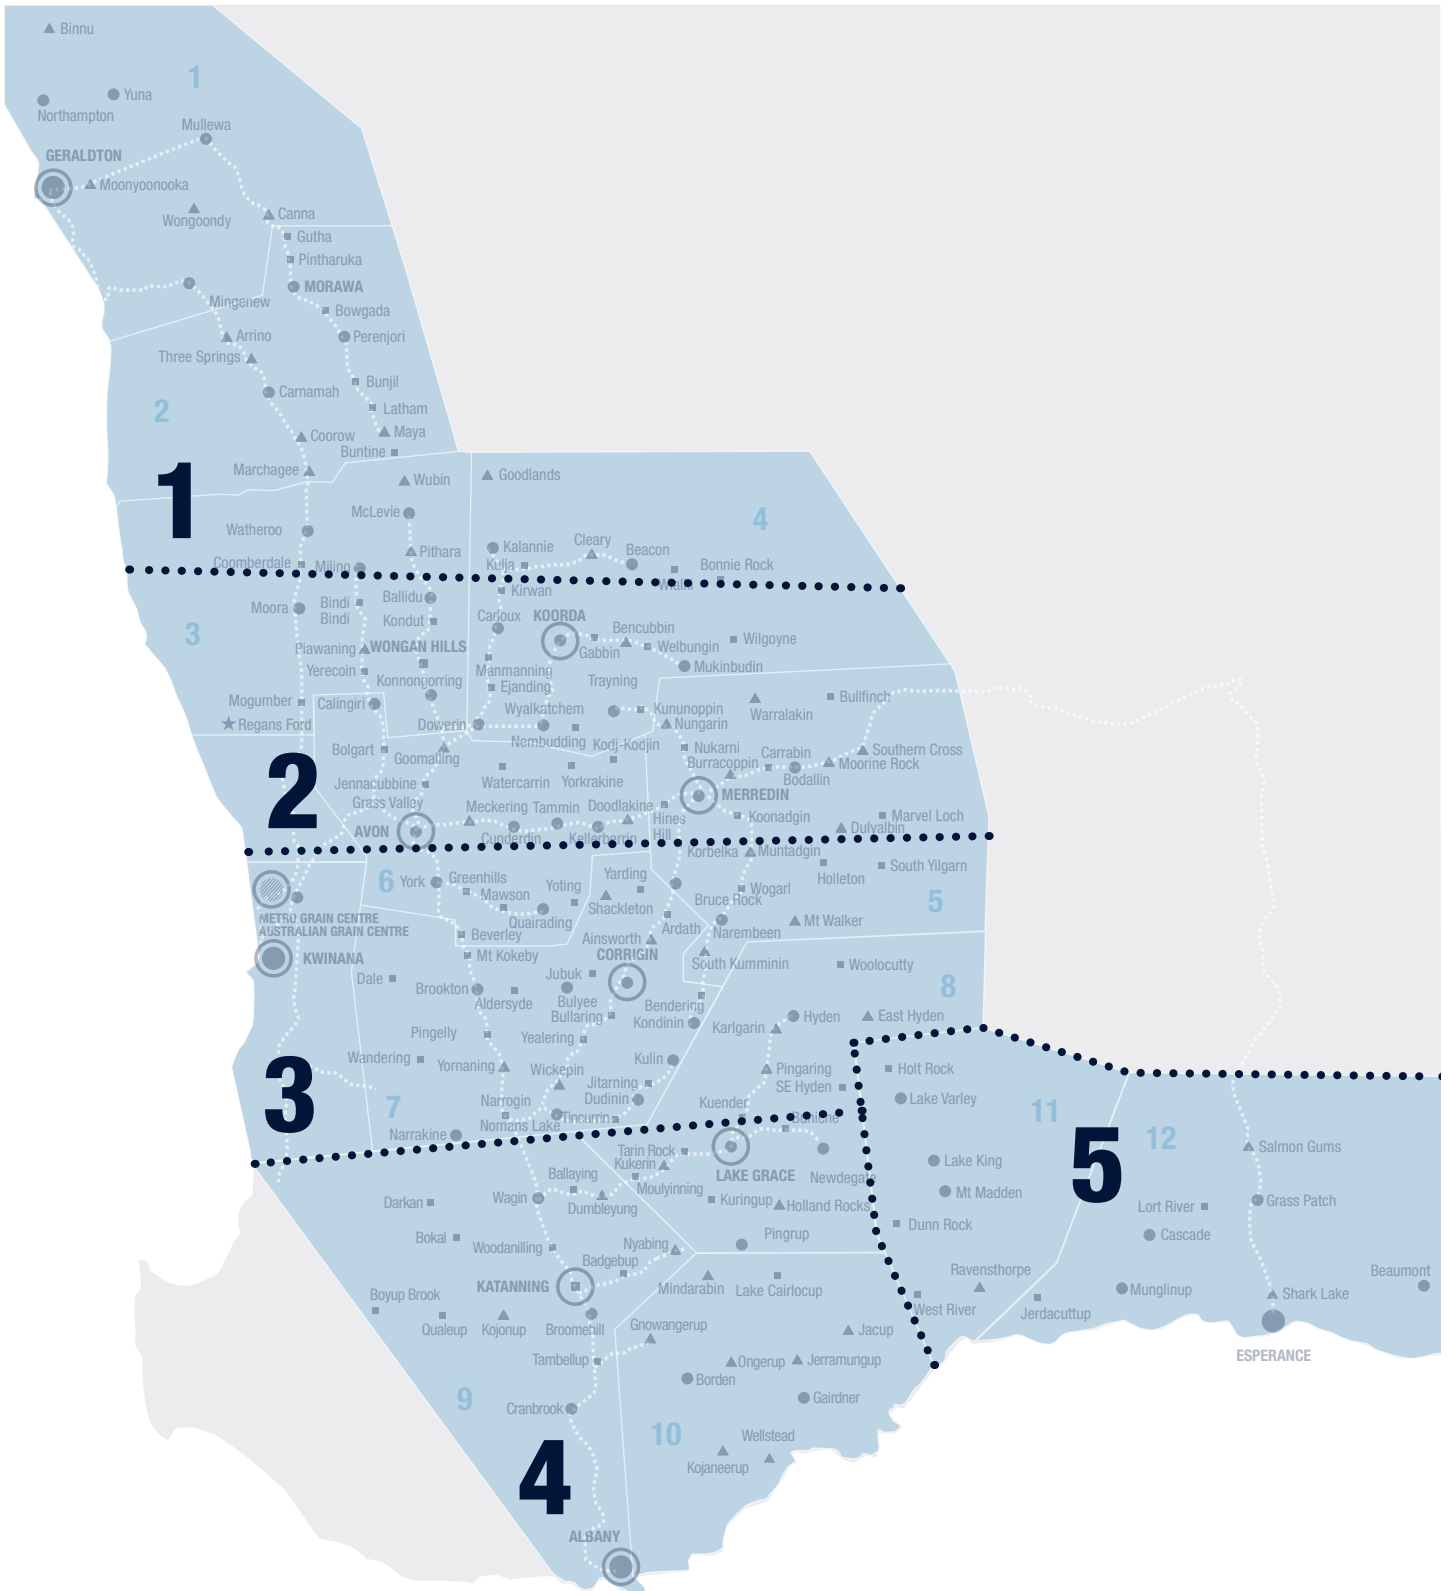 Binnu
1
Yuna
Northampton
Mullewa
GERALDTON
Moonyoonooka
Wongoondy
Canna
Gutha
Pintharuka
MORAWA
Mingenew
Bowgada
Arrino
Perenjori
Three Springs
Bunjil
Carnamah
2
Latham
Coorow
Maya
Buntine
Marchagee
1
Wubin
Goodlands
McLevie
4
Watheroo
Pithara
Kalannie
Cleary
Beacon
Coomberdale
Miling
Kulja
Bonnie Rock
Wialki
Kirwan
Moora
Bindi
Bindi
Ballidu
Cadoux
KOORDA
Kondut
Bencubbin
3
Piawaning
WONGAN HILLS
Gabbin
Welbungin
Wilgoyne
Yerecoin
Manmanning
Mukinbudin
Konnongorring
Ejanding
Trayning
Mogumber
Calingiri
Wyalkatchem
Kununoppin
Bullfinch
Regans Ford
Dowerin
Nungarin
Warralakin
Nembudding
Kodj-Kodjin
Bolgart
Goomalling
Nukarni
Carrabin
Southern Cross
Burracoppin
Moorine Rock
Jennacubbine
Watercarrin
Yorkrakine
Bodallin
2
Grass Valley
Meckering
Tammin
Doodlakine
MERREDIN
AVON
Cunderdin
Kellerberrin
Hines
Hill
Koonadgin
Marvel Loch
Dulyalbin
Korbelka
Muntadgin
6
York
Greenhills
Yoting
Yarding
Holleton
South Yilgarn
Mawson
Shackleton
Bruce Rock
Wogarl
5
METRO GRAIN CENTRE
AUSTRALIAN GRAIN CENTRE
Quairading
Ardath
Narembeen
Mt Walker
Beverley
Ainsworth
KWINANA
Mt Kokeby
CORRIGIN
South Kumminin
Woolocutty
Dale
Jubuk
8
Brookton
Aldersyde
Bulyee
Bendering
Bullaring
Kondinin
Karlgarin
Hyden
East Hyden
Pingelly
Yealering
Wandering
Yornaning
Wickepin
Kulin
Pingaring
Holt Rock
3
Jitarning
SE Hyden
7
Narrogin
Dudinin
Kuender
Lake Varley
11
Nomans Lake
Tincurrin
Buniche
Narrakine
5
12
Tarin Rock
Salmon Gums
Ballaying
Kukerin
LAKE GRACE
Newdegate
Lake King
Wagin
Moulyinning
Mt Madden
Darkan
Dumbleyung
Kuringup
Holland Rocks
Lort River
Grass Patch
Bokal
Woodanilling
Nyabing
Pingrup
Dunn Rock
Cascade
Badgebup
KATANNING
Mindarabin
Lake Cairlocup
Ravensthorpe
Beaumont
Boyup Brook
Munglinup
Shark Lake
Qualeup
Kojonup
Broomehill
Gnowangerup
West River
Jerdacuttup
Jacup
ESPERANCE
Tambellup
Ongerup
Jerramungup
Borden
9
Cranbrook
Gairdner
10
Wellstead
4
Kojaneerup
ALBANY